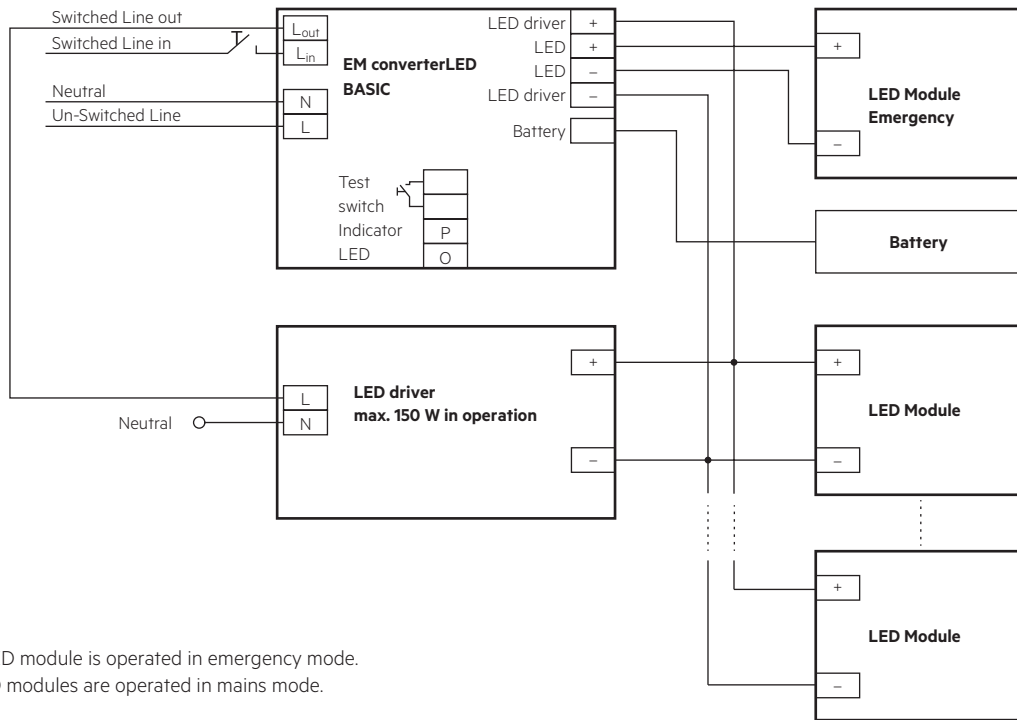 Switched Line out
Switched Line in
Neutral
Un-Switched Line
Lout
Lin
N
L
EM converterLED
BASIC
LED driver +
LED +
LED –
LED driver –
Battery
Test
switch
Indicator P
LED O
+
LED Module
Emergency
–
Battery
L
N
Neutral
LED driver
max. 150 W in operation
+
–
+
LED Module
–
+
LED Module
–
module is operated in emergency mode.
modules are operated in mains mode.